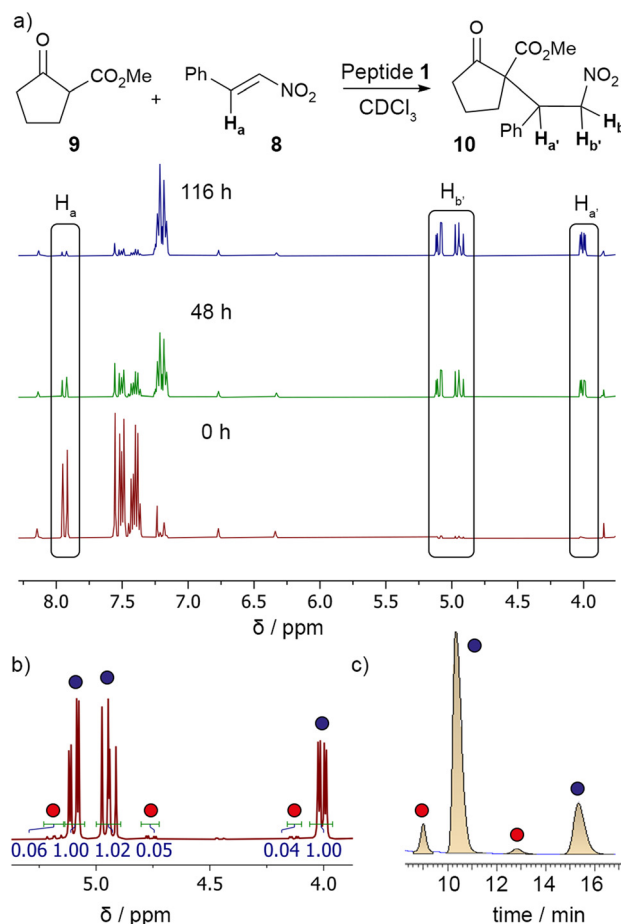 a)
O
CO₂Me
9
+
Ph
NO₂
Hₐ
8
Peptide 1
CDCl₃
O
CO₂Me
NO₂
Ph
Hₐ'
H_b'
H_b
10
Hₐ
116 h
H_b'
Hₐ'
48 h
0 h
8.0 7.5 7.0 6.5 6.0 5.5 5.0 4.5 4.0
δ / ppm
b)
0.06 1.00 1.02 0.05 0.04 1.00
5.0 4.5 4.0
δ / ppm
c)
10 12 14 16
time / min